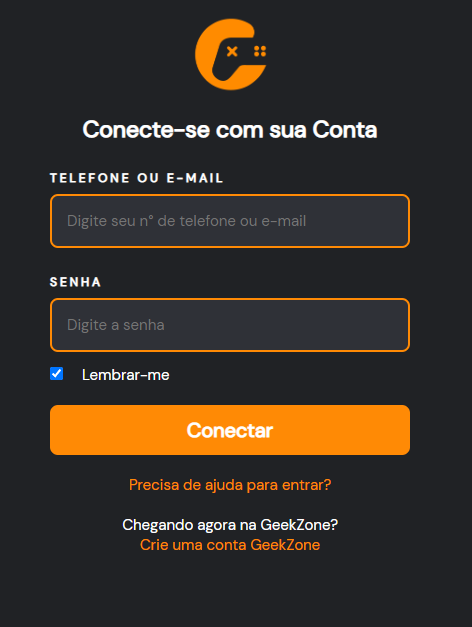 Conecte-se com sua Conta
TELEFONE OU E-MAIL
Digite seu n° de telefone ou e-mail
SENHA
Digite a senha
Lembrar-me
Conectar
Precisa de ajuda para entrar?
Chegando agora na GeekZone?
Crie uma conta GeekZone